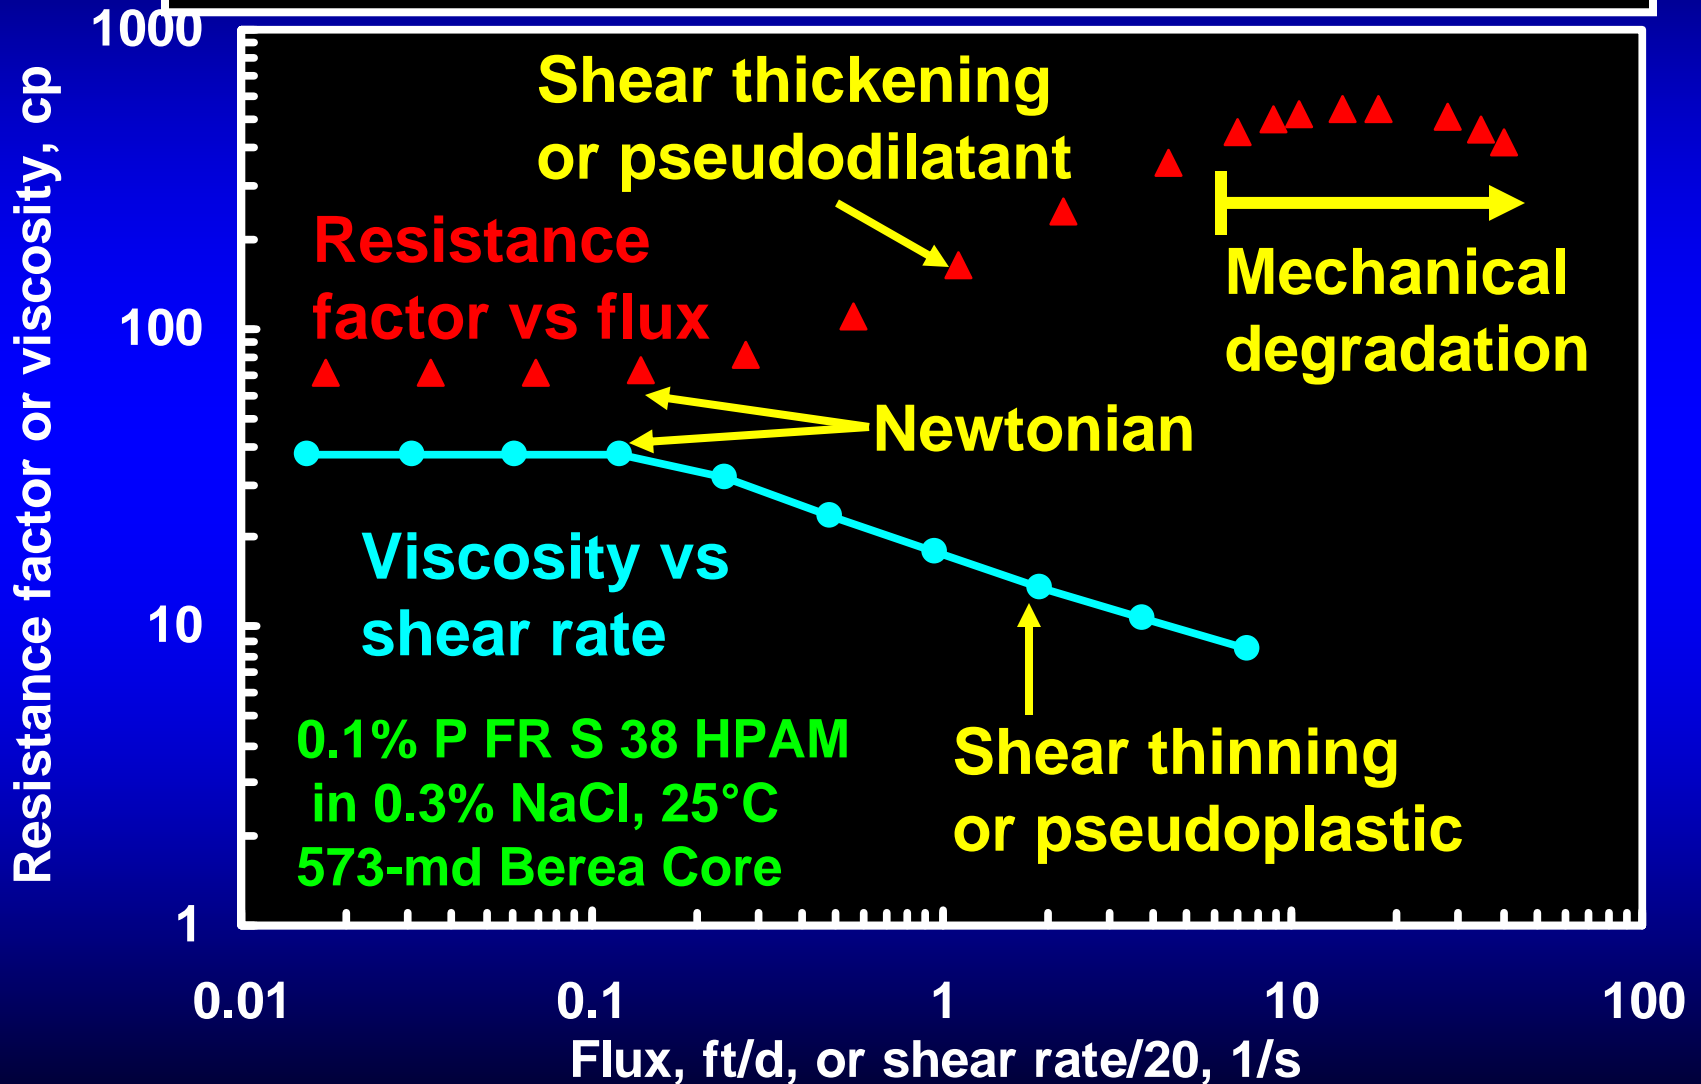 1000
100
10
1
Resistance factor or viscosity, cp
Shear thickening
or pseudodilatant
Resistance
factor vs flux
Mechanical
degradation
Newtonian
Viscosity vs
shear rate
0.1% P FR S 38 HPAM
in 0.3% NaCl, 25°C
573-md Berea Core
Shear thinning
or pseudoplastic
0.01 0.1 1 10 100
Flux, ft/d, or shear rate/20, 1/s